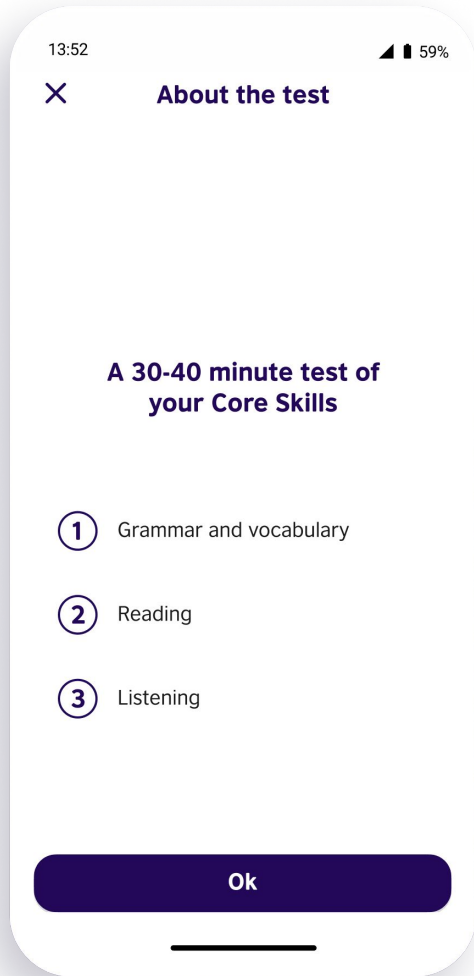 13:52
59%
About the test
A 30-40 minute test of
your Core Skills
1 Grammar and vocabulary
2 Reading
3 Listening
Ok